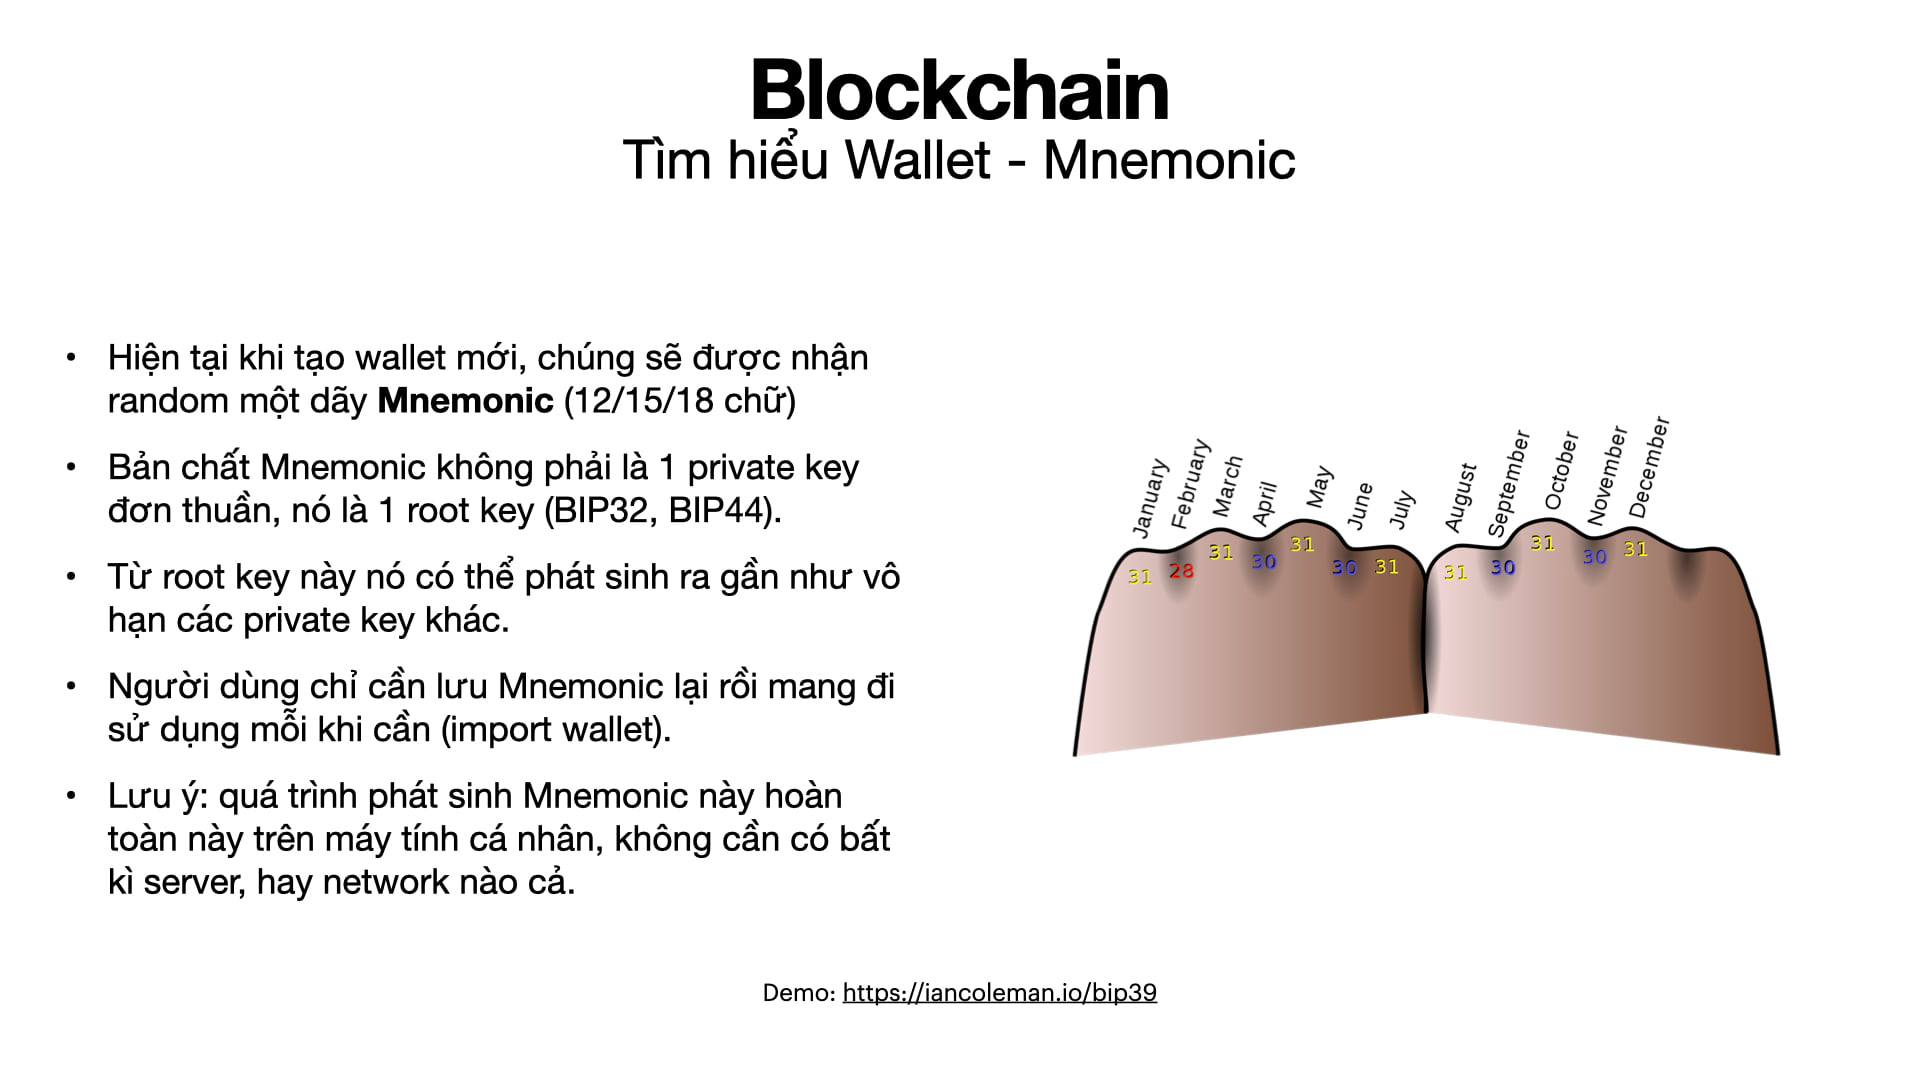 Blockchain
Tìm hiểu Wallet - Mnemonic
• Hiện tại khi tạo wallet mới, chúng sẽ được nhận
random một dãy Mnemonic (12/15/18 chữ)
• Bản chất Mnemonic không phải là 1 private key
đơn thuần, nó là 1 root key (BIP32, BIP44).
• Từ root key này nó có thể phát sinh ra gần như vô
hạn các private key khác.
• Người dùng chỉ cần lưu Mnemonic lại rồi mang đi
sử dụng mỗi khi cần (import wallet).
• Lưu ý: quá trình phát sinh Mnemonic này hoàn
toàn này trên máy tính cá nhân, không cần có bất
kì server, hay network nào cả.
January
February
March
April
May
June
July
August
September
October
November
December
31
28
31
30
31
30
31
31
30
31
30
31
Demo: https://iancoleman.io/bip39